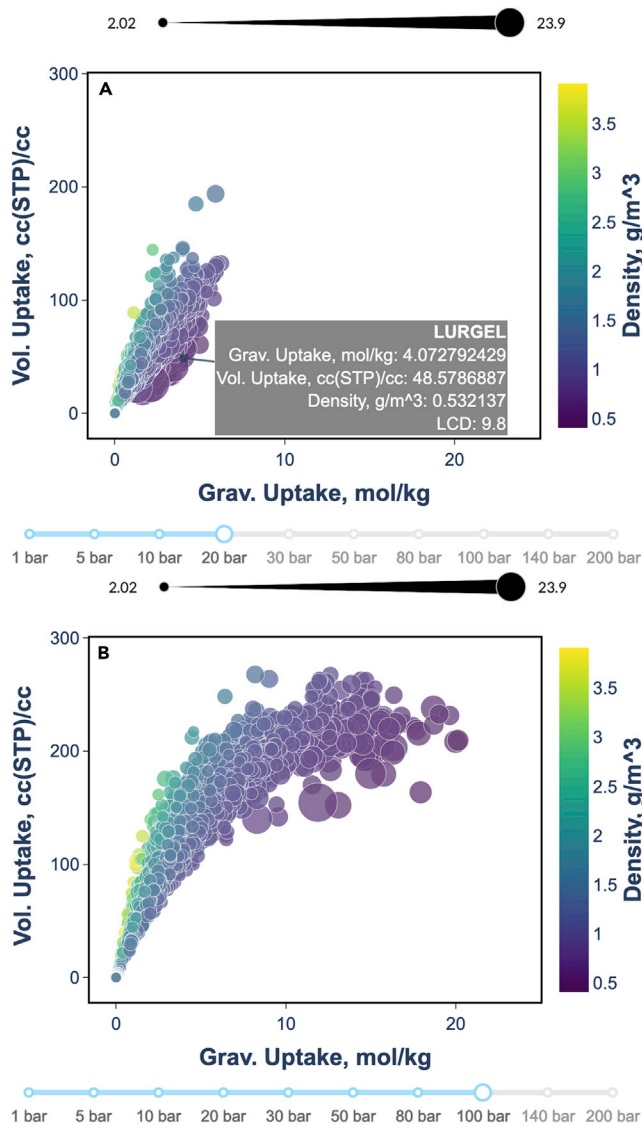 2.02 23.9
A
300
200
100
0
0 10 20
Vol. Uptake, cc(STP)/cc
Grav. Uptake, mol/kg
LURGEL
Grav. Uptake, mol/kg: 4.072792429
Vol. Uptake, cc(STP)/cc: 48.5786887
Density, g/m^3: 0.532137
LCD: 9.8
3.5
3
2.5
2
1.5
1
0.5
Density, g/m^3
1 bar 5 bar 10 bar 20 bar 30 bar 50 bar 80 bar 100 bar 140 bar 200 bar
2.02 23.9
B
300
200
100
0
0 10 20
Vol. Uptake, cc(STP)/cc
Grav. Uptake, mol/kg
3.5
3
2.5
2
1.5
1
0.5
Density, g/m^3
1 bar 5 bar 10 bar 20 bar 30 bar 50 bar 80 bar 100 bar 140 bar 200 bar